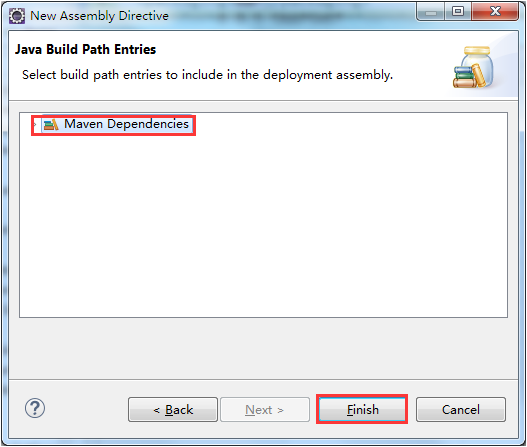 New Assembly Directive
Java Build Path Entries
Select build path entries to include in the deployment assembly.
Maven Dependencies
?
< Back
Next >
Finish
Cancel